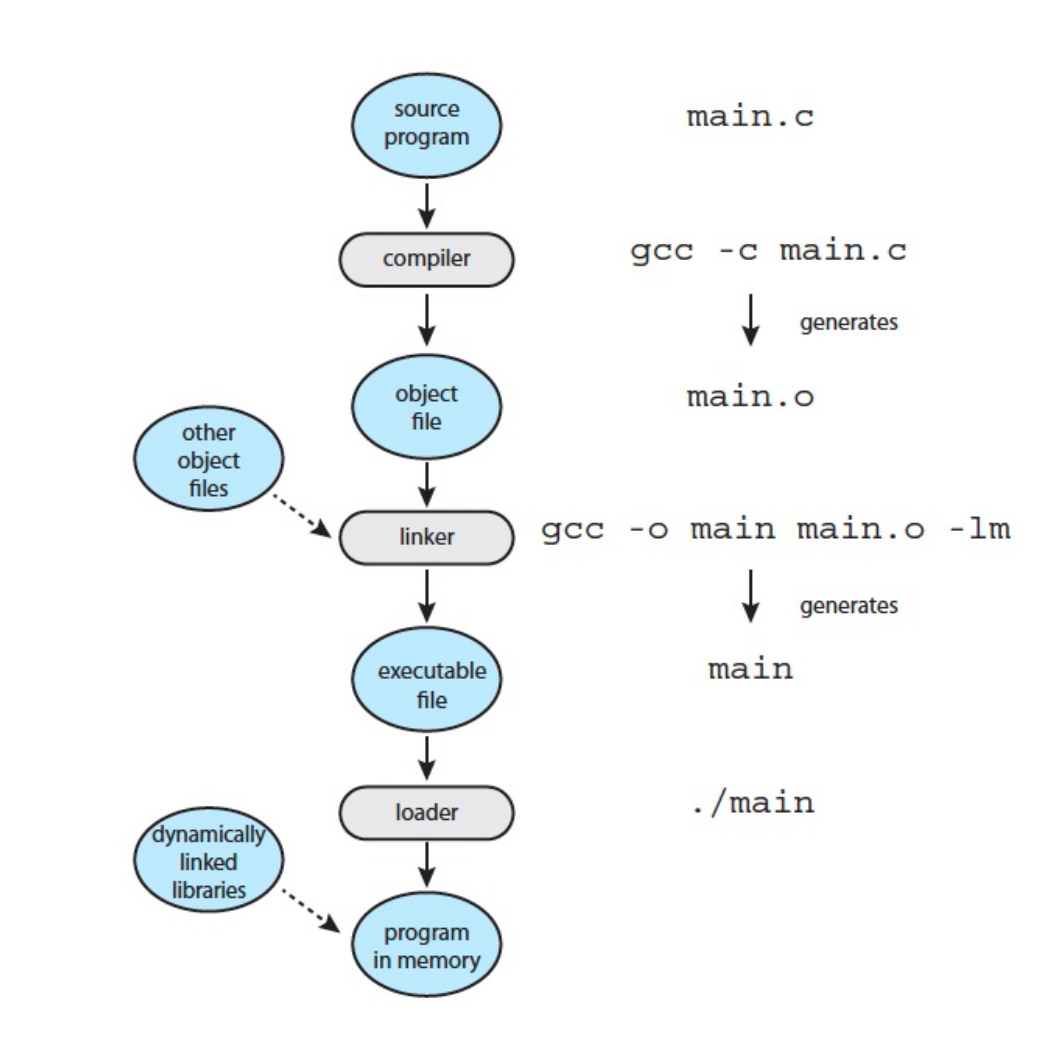 source
program
main.c
compiler
gcc -c main.c
generates
object
file
main.o
other
object
files
linker
gcc -o main main.o -lm
generates
executable
file
main
loader
./main
dynamically
linked
libraries
program
in memory